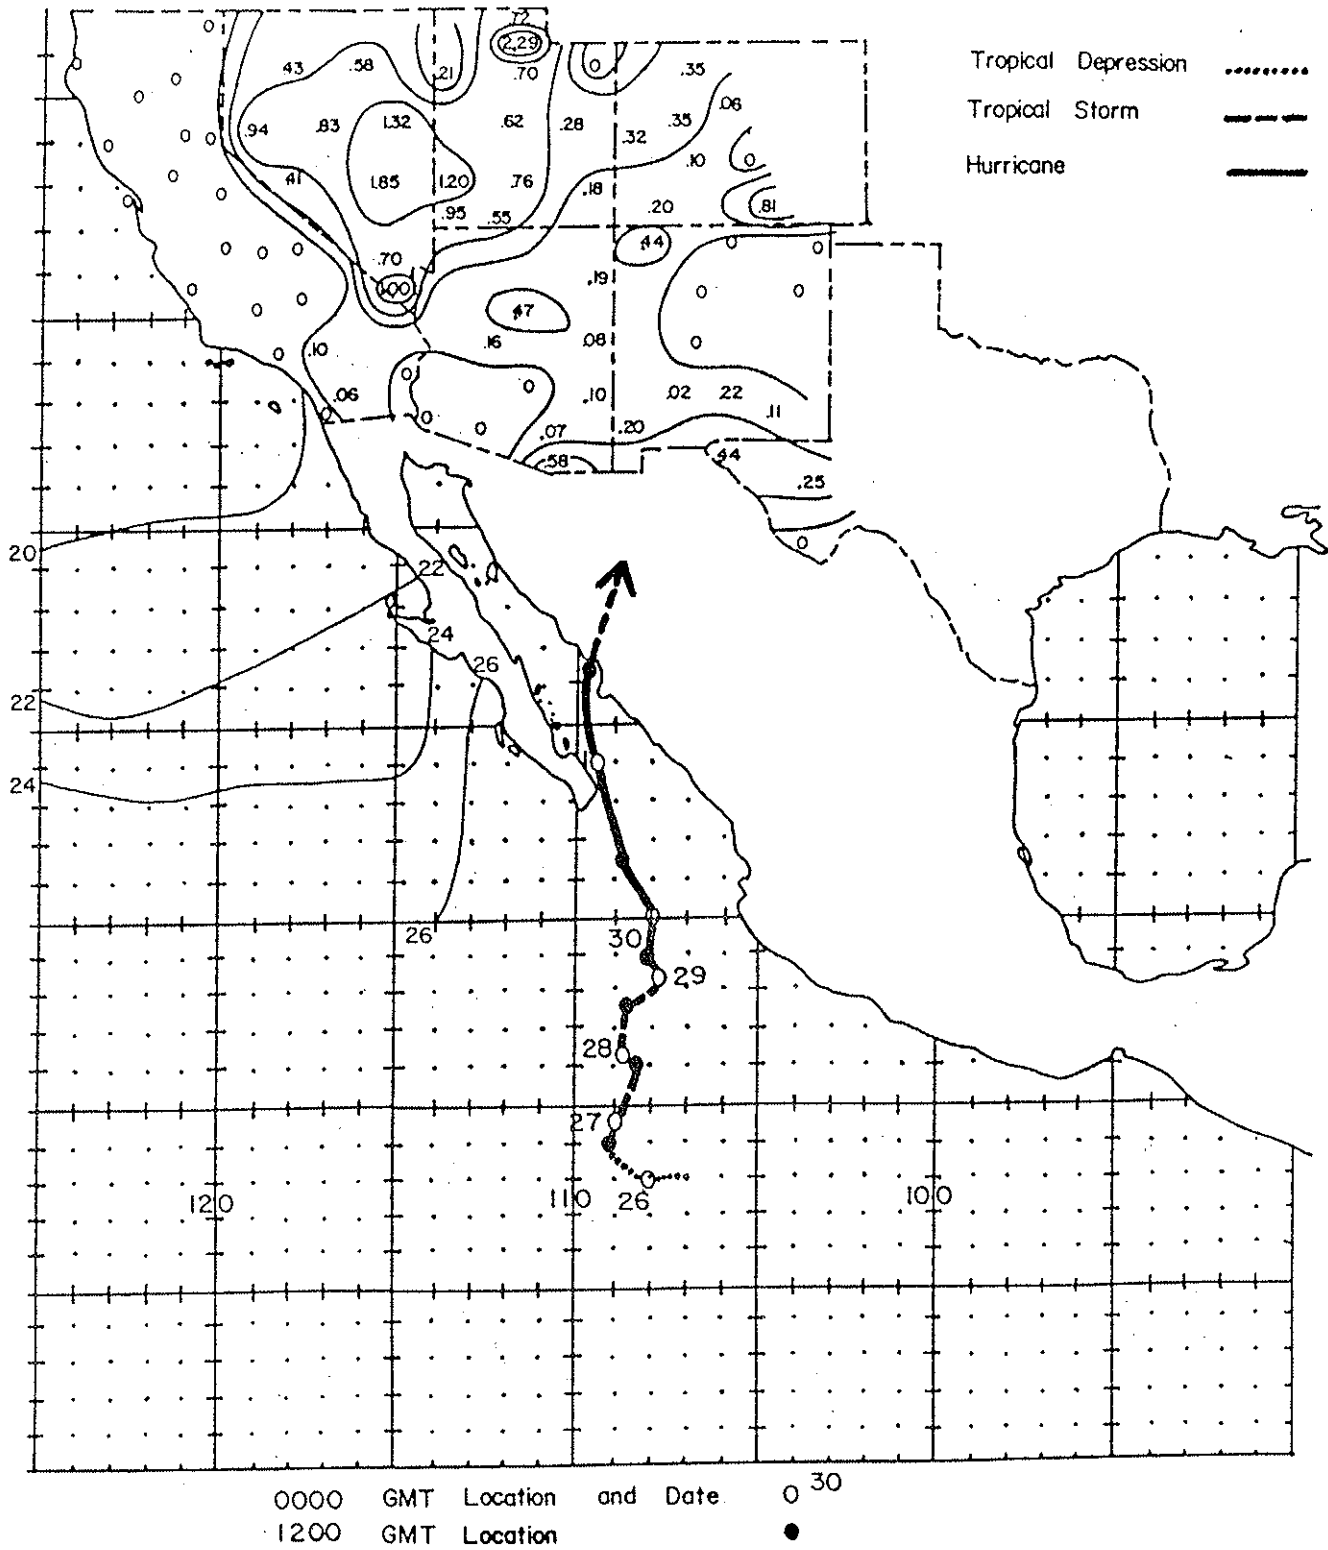 .72
2.29
Tropical Depression
.43 .58 .21 .70 0 .35
Tropical Storm
.06
.94 .83 1.32 .62 .28 .32 .35
.10 0
Hurricane
.41 1.85 1.20 .76 .18
.95 .55 .20 .81
.44 0 0
.70
1.00 .19 0 0
.47
.10 .16 .08 0
0 0
.06 .10 .02 .22 .11
0 0 .07 .20
.58 .44
.25
0
20
22
24
26
22
24
26
30
29
28
27
120 110 26 100
0000 GMT Location and Date 0 30
1200 GMT Location